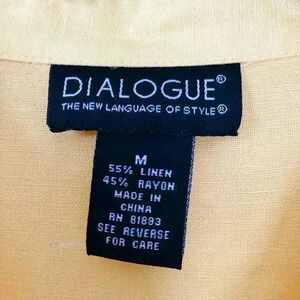 DIALOGUE®
THE NEW LANGUAGE OF STYLE®
M
55% LINEN
45% RAYON
MADE IN
CHINA
RN 81893
SEE REVERSE
FOR CARE